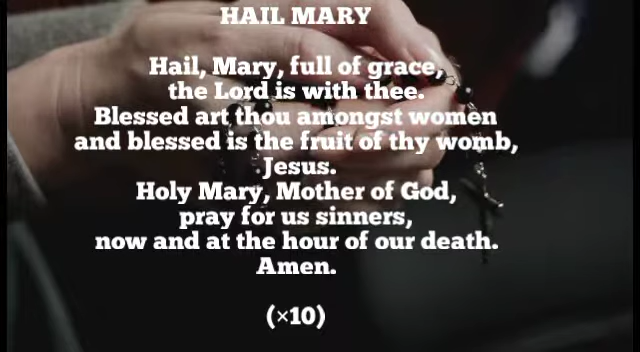 HAIL MARY
Hail, Mary, full of grace,
the Lord is with thee.
Blessed art thou amongst women
and blessed is the fruit of thy womb,
Jesus.
Holy Mary, Mother of God,
pray for us sinners,
now and at the hour of our death.
Amen.
(×10)